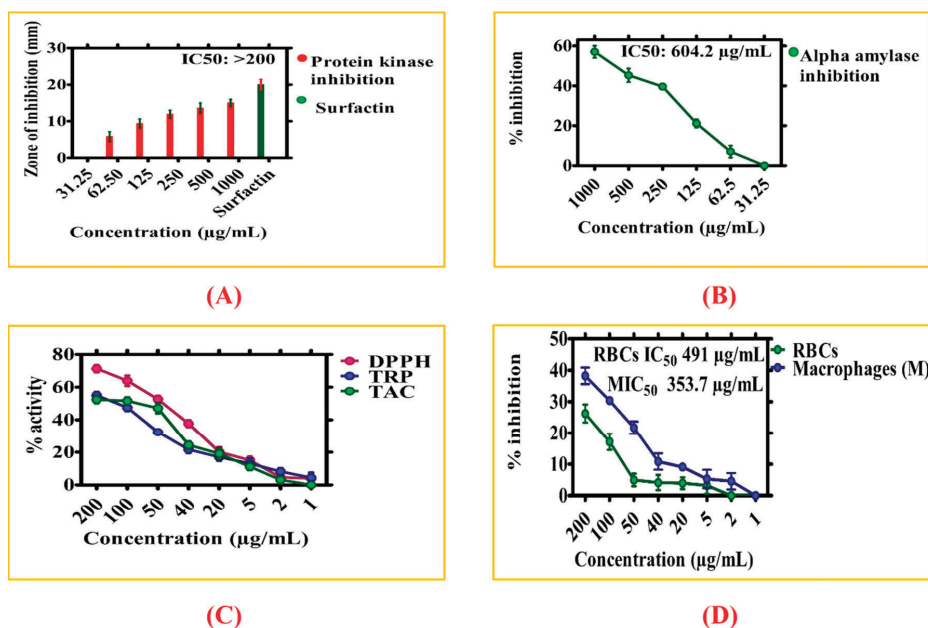 Zone of inhibition (mm)
30
20
10
0
IC50: >200
Protein kinase
inhibition
Surfactin
31.25
62.50
125
250
500
1000
Surfactin
Concentration (µg/mL)
(A)
% inhibition
60
40
20
0
IC50: 604.2 µg/mL
Alpha amylase
inhibition
1000
500
250
125
62.5
31.25
Concentration (µg/mL)
(B)
% activity
80
60
40
20
0
DPPH
TRP
TAC
200
100
50
40
20
5
2
1
Concentration (µg/mL)
(C)
% inhibition
50
40
30
20
10
0
RBCs IC50 491 µg/mL
MIC50 353.7 µg/mL
RBCs
Macrophages (M)
200
100
50
40
20
5
2
1
Concentration (µg/mL)
(D)